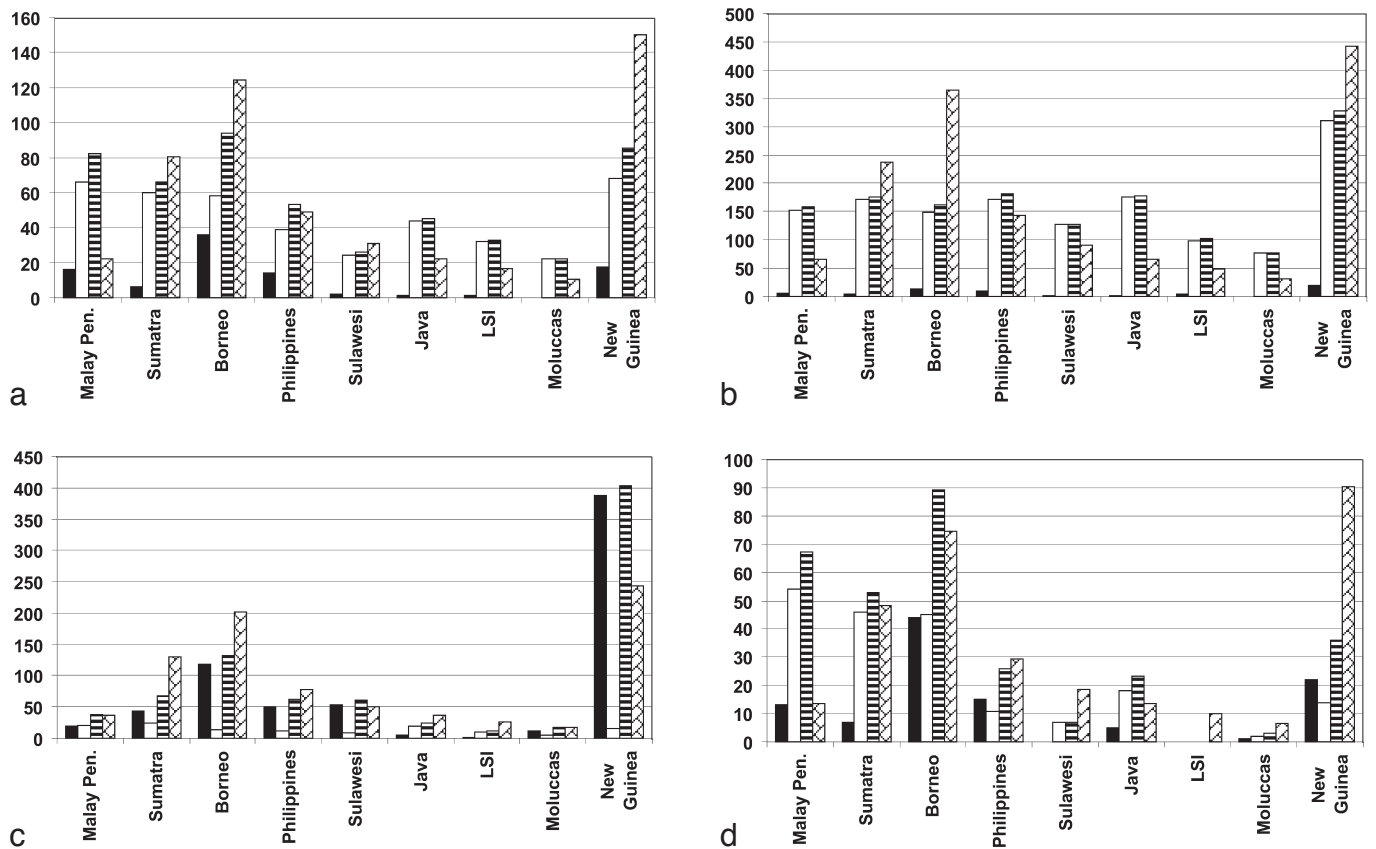 160
140
120
100
80
60
40
20
0
Malay Pen.
Sumatra
Borneo
Philippines
Sulawesi
Java
LSI
Moluccas
New
Guinea
a
500
450
400
350
300
250
200
150
100
50
0
Malay Pen.
Sumatra
Borneo
Philippines
Sulawesi
Java
LSI
Moluccas
New
Guinea
b
450
400
350
300
250
200
150
100
50
0
Malay Pen.
Sumatra
Borneo
Philippines
Sulawesi
Java
LSI
Moluccas
New
Guinea
c
100
90
80
70
60
50
40
30
20
10
0
Malay Pen.
Sumatra
Borneo
Philippines
Sulawesi
Java
LSI
Moluccas
New
Guinea
d